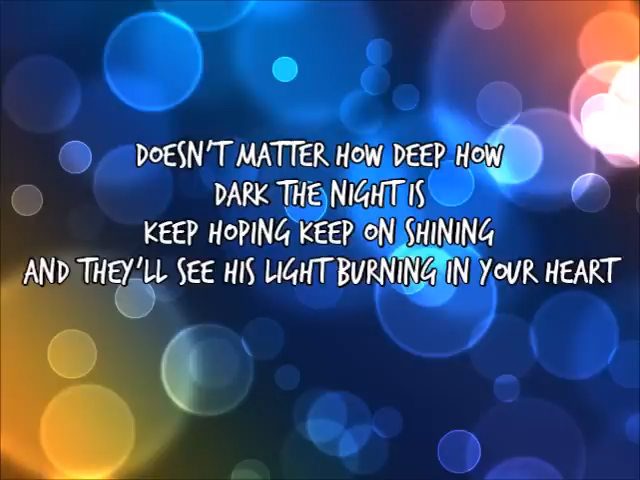 DOESN'T MATTER HOW DEEP HOW
DARK THE NIGHT IS
KEEP HOPING KEEP ON SHINING
AND THEY'LL SEE HIS LIGHT BURNING IN YOUR HEART